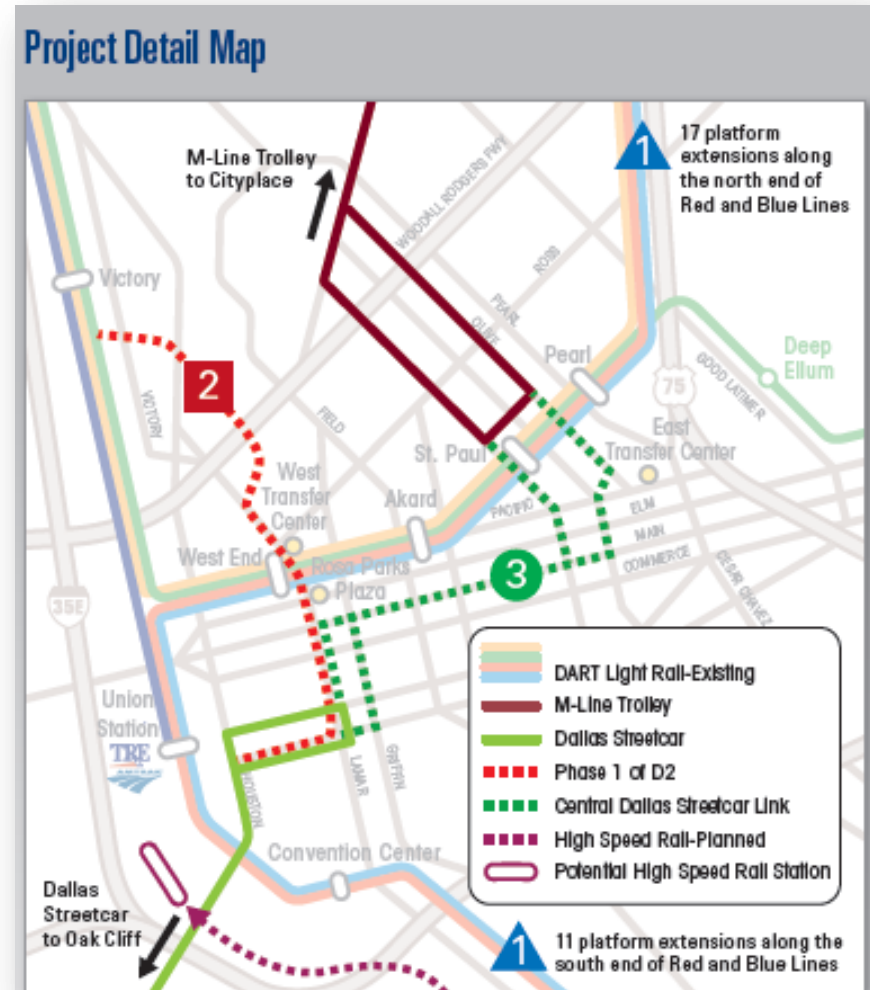 Project Detail Map
M-Line Trolley
to Cityplace
1
17 platform
extensions along
the north end of
Red and Blue Lines
WOODALL RODGERS FWY
ROSS
PEARL
OLIVE
Victory
VICTORY
2
FIELD
Pearl
75
GOOD LATIMER
Deep
Ellum
St. Paul
East
Transfer Center
West
Transfer
Center
Akard
PACIFIC
ELM
MAIN
COMMERCE
CESAR CHAVEZ
West End
Rosa Parks
Plaza
3
35E
Union
Station
TRE
AMTRAK
HOUSTON
LAMAR
GRIFFIN
DART Light Rail-Existing
M-Line Trolley
Dallas Streetcar
Phase 1 of D2
Central Dallas Streetcar Link
High Speed Rail-Planned
Potential High Speed Rail Station
Convention Center
Dallas
Streetcar
to Oak Cliff
1
11 platform extensions along the
south end of Red and Blue Lines